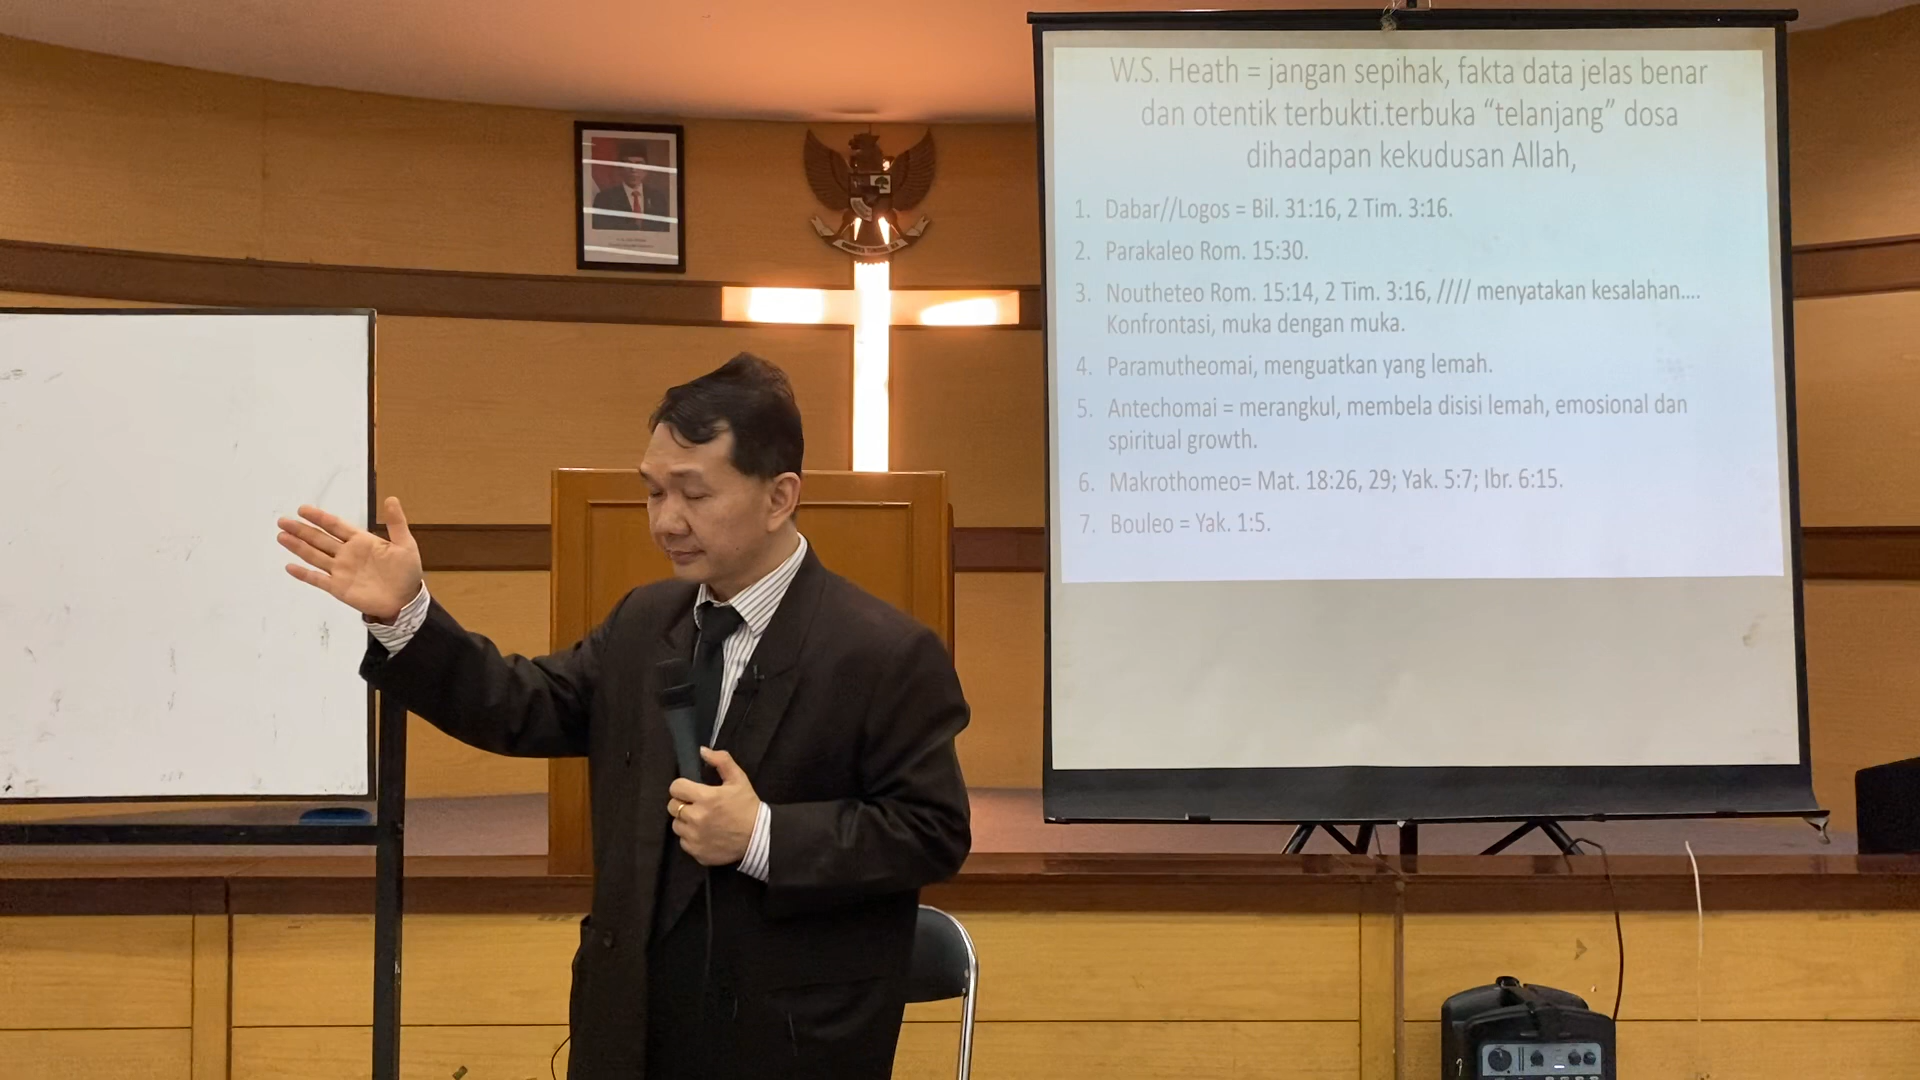 W.S. Heath = jangan sepihak, fakta data jelas benar
dan otentik terbukti.terbuka “telanjang” dosa
dihadapan kekudusan Allah,
1. Dabar//Logos = Bil. 31:16, 2 Tim. 3:16.
2. Parakaleo Rom. 15:30.
3. Noutheteo Rom. 15:14, 2 Tim. 3:16, //// menyatakan kesalahan....
Konfrontasi, muka dengan muka.
4. Paramutheomai, menguatkan yang lemah.
5. Antechomai = merangkul, membela disisi lemah, emosional dan
spiritual growth.
6. Makrothomeo= Mat. 18:26, 29; Yak. 5:7; Ibr. 6:15.
7. Bouleo = Yak. 1:5.